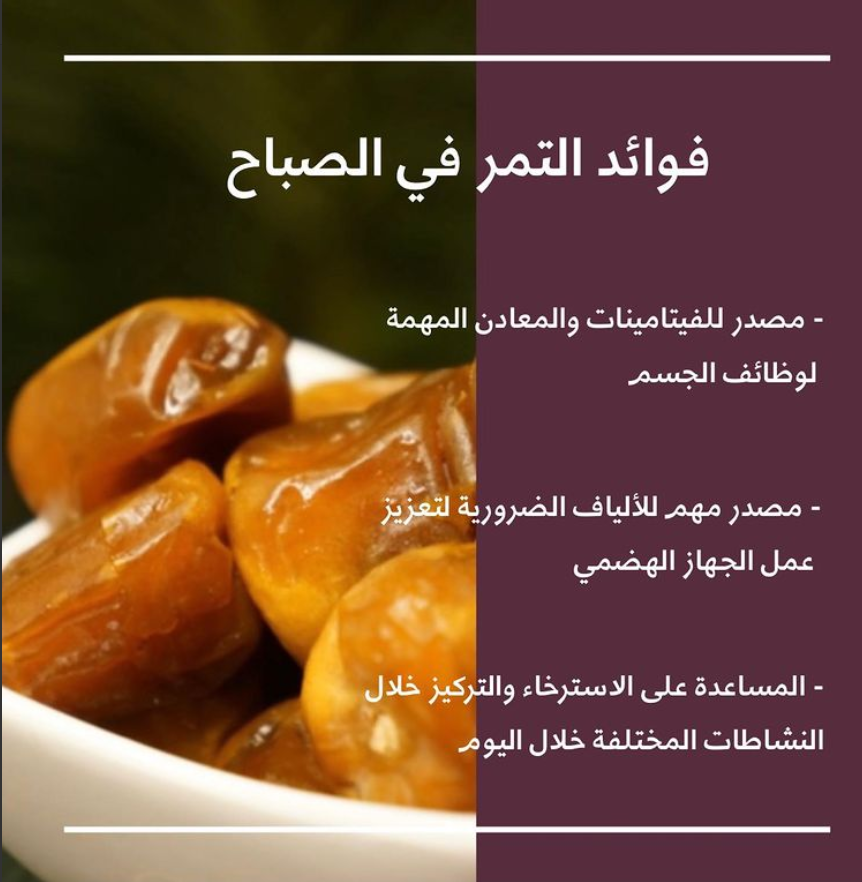 فوائد التمر في الصباح
- مصدر للفيتامينات والمعادن المهمة
لوظائف الجسم
- مصدر مهم للألياف الضرورية لتعزيز
عمل الجهاز الهضمي
- المساعدة على الاسترخاء والتركيز خلال
النشاطات المختلفة خلال اليوم